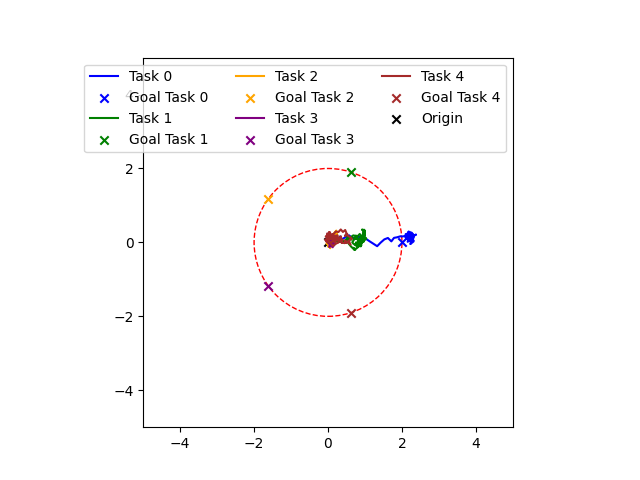 Task 0
Goal Task 0
Task 1
Goal Task 1
Task 2
Goal Task 2
Task 3
Goal Task 3
Task 4
Goal Task 4
Origin
4
2
0
−2
−4
−4
−2
0
2
4